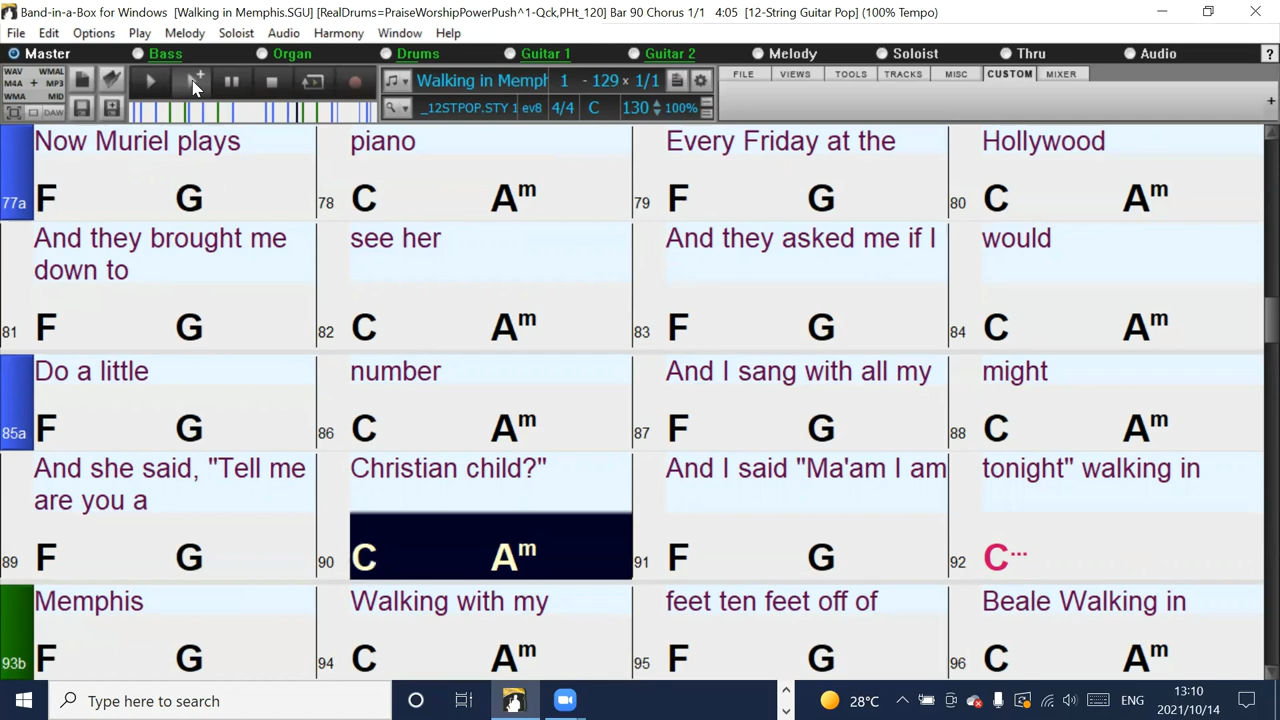 Band-in-a-Box for Windows [Walking in Memphis.SGU] [RealDrums=PraiseWorshipPowerPush^1-Qck,PHt_120] Bar 90 Chorus 1/1 4:05 [12-String Guitar Pop] (100% Tempo)
File Edit Options Play Melody Soloist Audio Harmony Window Help
Master Bass Organ Drums Guitar 1 Guitar 2 Melody Soloist Thru Audio ?
WAV WMAL
M4A + MP3
WMA MID
DAW
Walking in Memph 1 - 129 x 1/1
_12STPOP.STY 1 ev8 4/4 C 130 100%
FILE VIEWS TOOLS TRACKS MISC CUSTOM MIXER
+
Now Muriel plays piano Every Friday at the Hollywood
77a F G 78 C Am 79 F G 80 C Am
And they brought me see her And they asked me if I would
down to
81 F G 82 C Am 83 F G 84 C Am
Do a little number And I sang with all my might
85a F G 86 C Am 87 F G 88 C Am
And she said, "Tell me Christian child?" And I said "Ma'am I am tonight" walking in
are you a
89 F G 90 C Am 91 F G 92 C...
Memphis Walking with my feet ten feet off of Beale Walking in
93b F G 94 C Am 95 F G 96 C Am
Type here to search 28°C ENG 13:10
2021/10/14